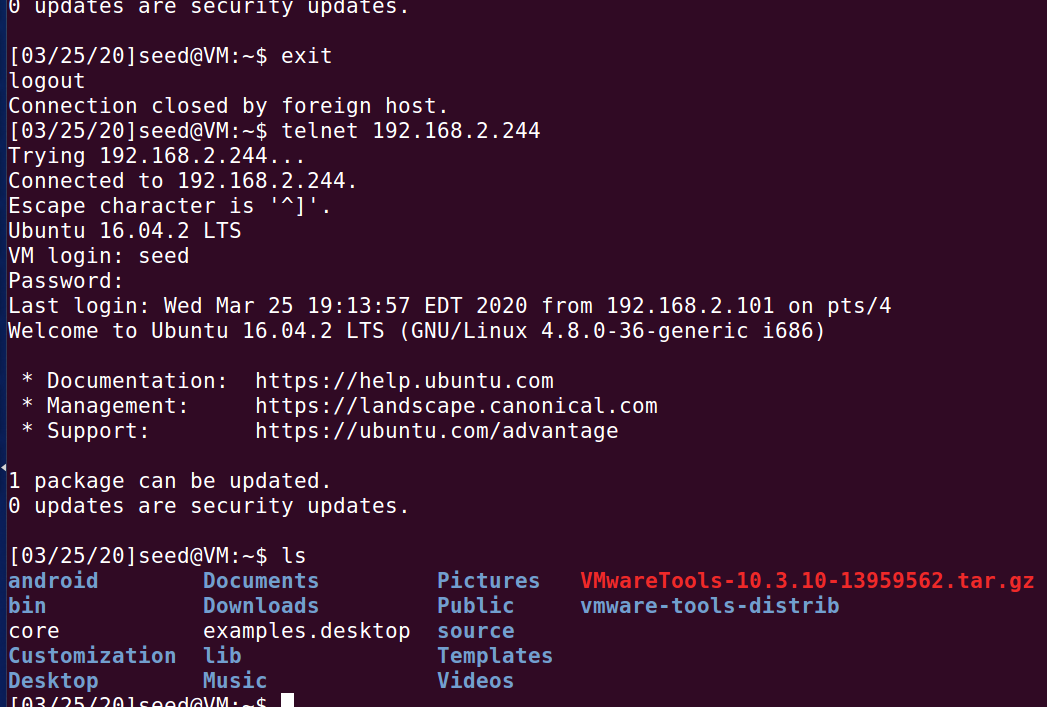 0 updates are security updates.
[03/25/20]seed@VM:~$ exit
logout
Connection closed by foreign host.
[03/25/20]seed@VM:~$ telnet 192.168.2.244
Trying 192.168.2.244...
Connected to 192.168.2.244.
Escape character is '^]'.
Ubuntu 16.04.2 LTS
VM login: seed
Password:
Last login: Wed Mar 25 19:13:57 EDT 2020 from 192.168.2.101 on pts/4
Welcome to Ubuntu 16.04.2 LTS (GNU/Linux 4.8.0-36-generic i686)
 * Documentation:  https://help.ubuntu.com
 * Management:     https://landscape.canonical.com
 * Support:        https://ubuntu.com/advantage
1 package can be updated.
0 updates are security updates.
[03/25/20]seed@VM:~$ ls
android        Documents         Pictures   VMwareTools-10.3.10-13959562.tar.gz
bin            Downloads         Public     vmware-tools-distrib
core           examples.desktop  source
Customization  lib               Templates
Desktop        Music             Videos
[03/25/20]seed@VM:~$